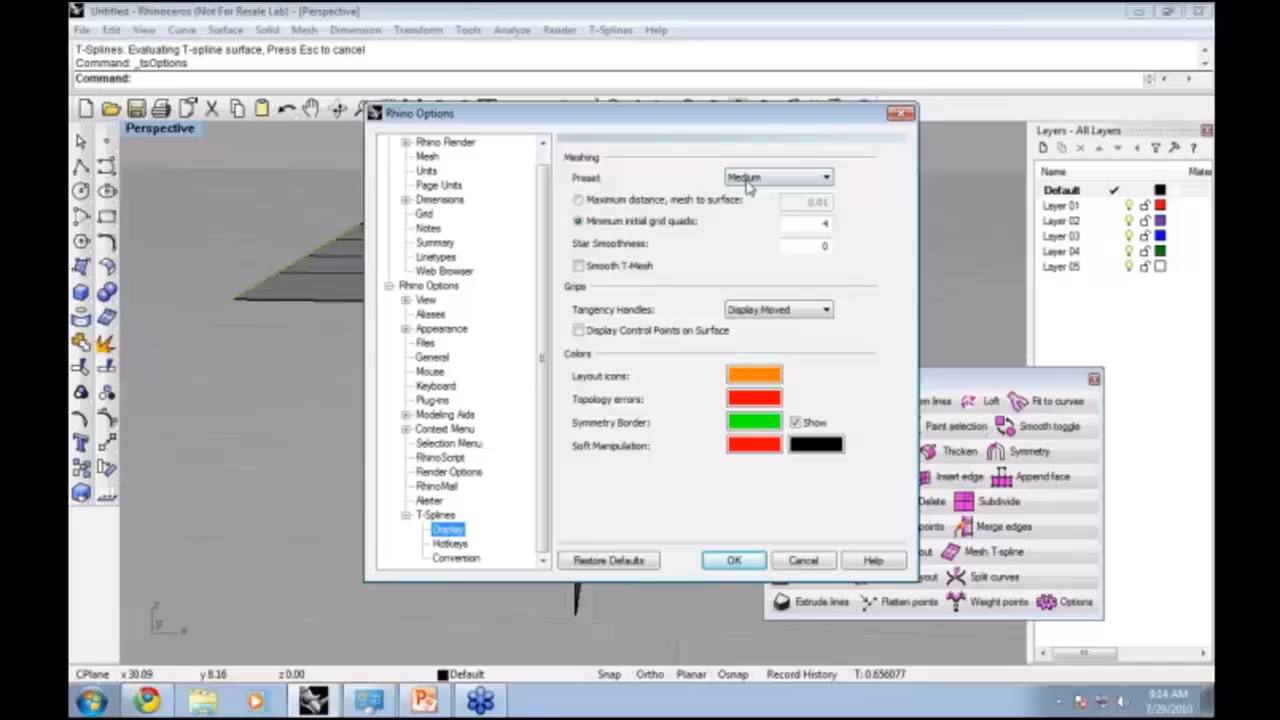 Untitled - Rhinoceros (Not For Resale Lab) - [Perspective]
File Edit View Curve Surface Solid Mesh Dimension Transform Tools Analyze Render T-Splines Help
T-Splines: Evaluating T-spline surface, Press Esc to cancel
Command: _tsOptions
Command:
Perspective
Rhino Options
Rhino Render
Mesh
Units
Page Units
Dimensions
Grid
Notes
Summary
Linetypes
Web Browser
Rhino Options
View
Aliases
Appearance
Files
General
Mouse
Keyboard
Plug-ins
Modeling Aids
Context Menu
Selection Menu
RhinoScript
Render Options
RhinoMail
Alerter
T-Splines
Display
Hotkeys
Conversion
Meshing
Preset Medium
Maximum distance, mesh to surface: 0.01
Minimum initial grid quads: 4
Star Smoothness: 0
Smooth T-Mesh
Grips
Tangency Handles: Display Moved
Display Control Points on Surface
Colors
Layout icons:
Topology errors:
Symmetry Border: Show
Soft Manipulation:
Restore Defaults OK Cancel Help
Layers - All Layers
Name Mater
Default
Layer 01
Layer 02
Layer 03
Layer 04
Layer 05
om lines Loft Fit to curves
Paint selection Smooth toggle
Thicken Symmetry
Insert edge Append face
Delete Subdivide
points Merge edges
out Mesh T-spline
yout Split curves
Extrude lines Flatten points Weight points Options
z
x
CPlane x 30.09 y 8.16 z 0.00 Default Snap Ortho Planar Osnap Record History T: 0.656077
9:14 AM
7/29/2010